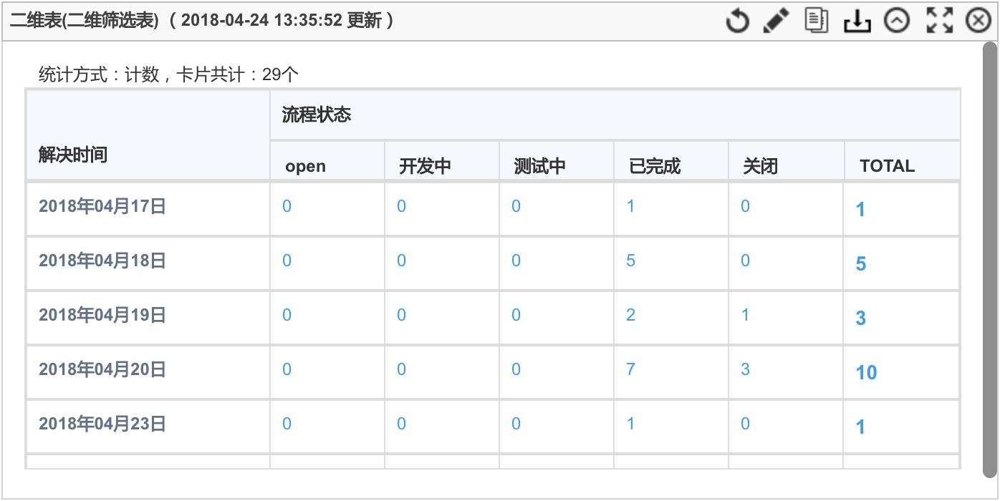 二维表(二维筛选表) ( 2018-04-24 13:35:52 更新 )
统计方式：计数，卡片共计：29个
解决时间 流程状态
open 开发中 测试中 已完成 关闭 TOTAL
2018年04月17日 0 0 0 1 0 1
2018年04月18日 0 0 0 5 0 5
2018年04月19日 0 0 0 2 1 3
2018年04月20日 0 0 0 7 3 10
2018年04月23日 0 0 0 1 0 1